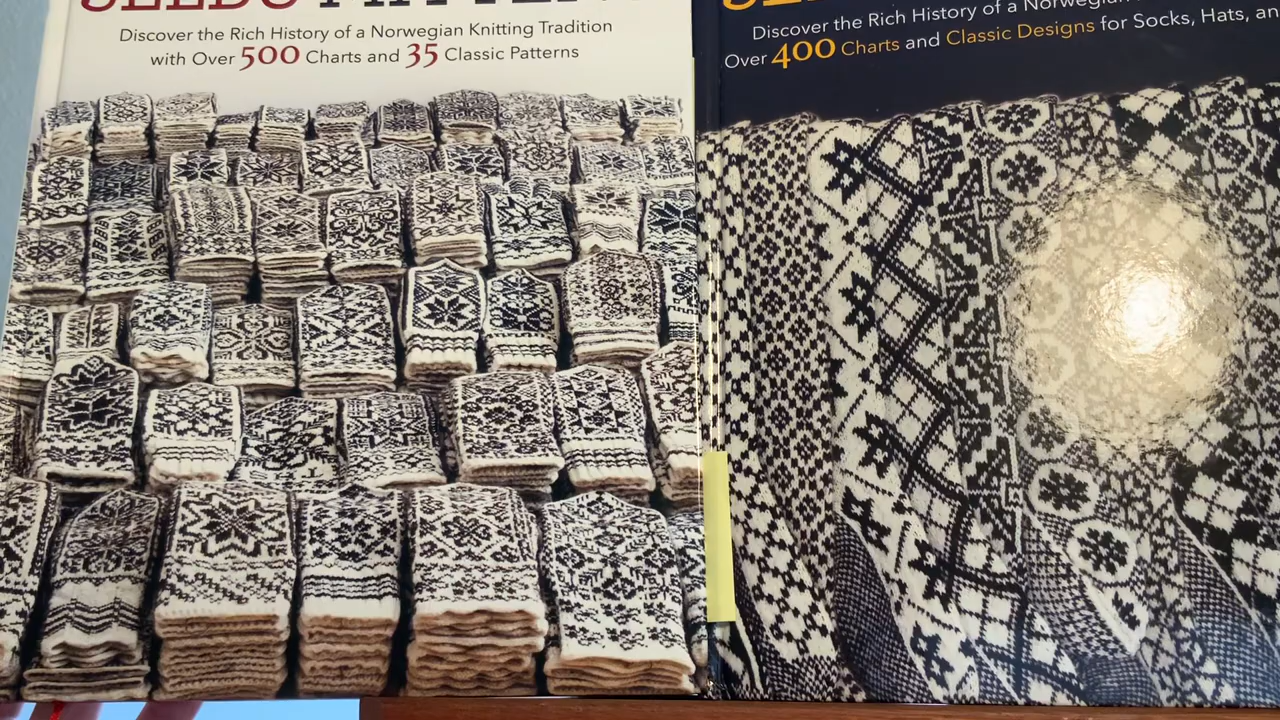 Discover the Rich History of a Norwegian Knitting Tradition
with Over 500 Charts and 35 Classic Patterns
Discover the Rich History of a Norwegian
Over 400 Charts and Classic Designs for Socks, Hats, an